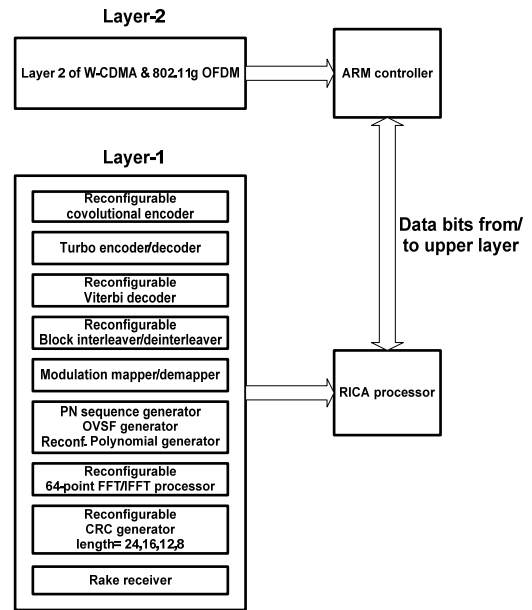 Layer-2
Layer 2 of W-CDMA & 802.11g OFDM
ARM controller
Layer-1
Reconfigurable
covolutional encoder
Turbo encoder/decoder
Reconfigurable
Viterbi decoder
Reconfigurable
Block interleaver/deinterleaver
Modulation mapper/demapper
PN sequence generator
OVSF generator
Reconf. Polynomial generator
Reconfigurable
64-point FFT/IFFT processor
Reconfigurable
CRC generator
length= 24,16,12,8
Rake receiver
Data bits from/
to upper layer
RICA processor